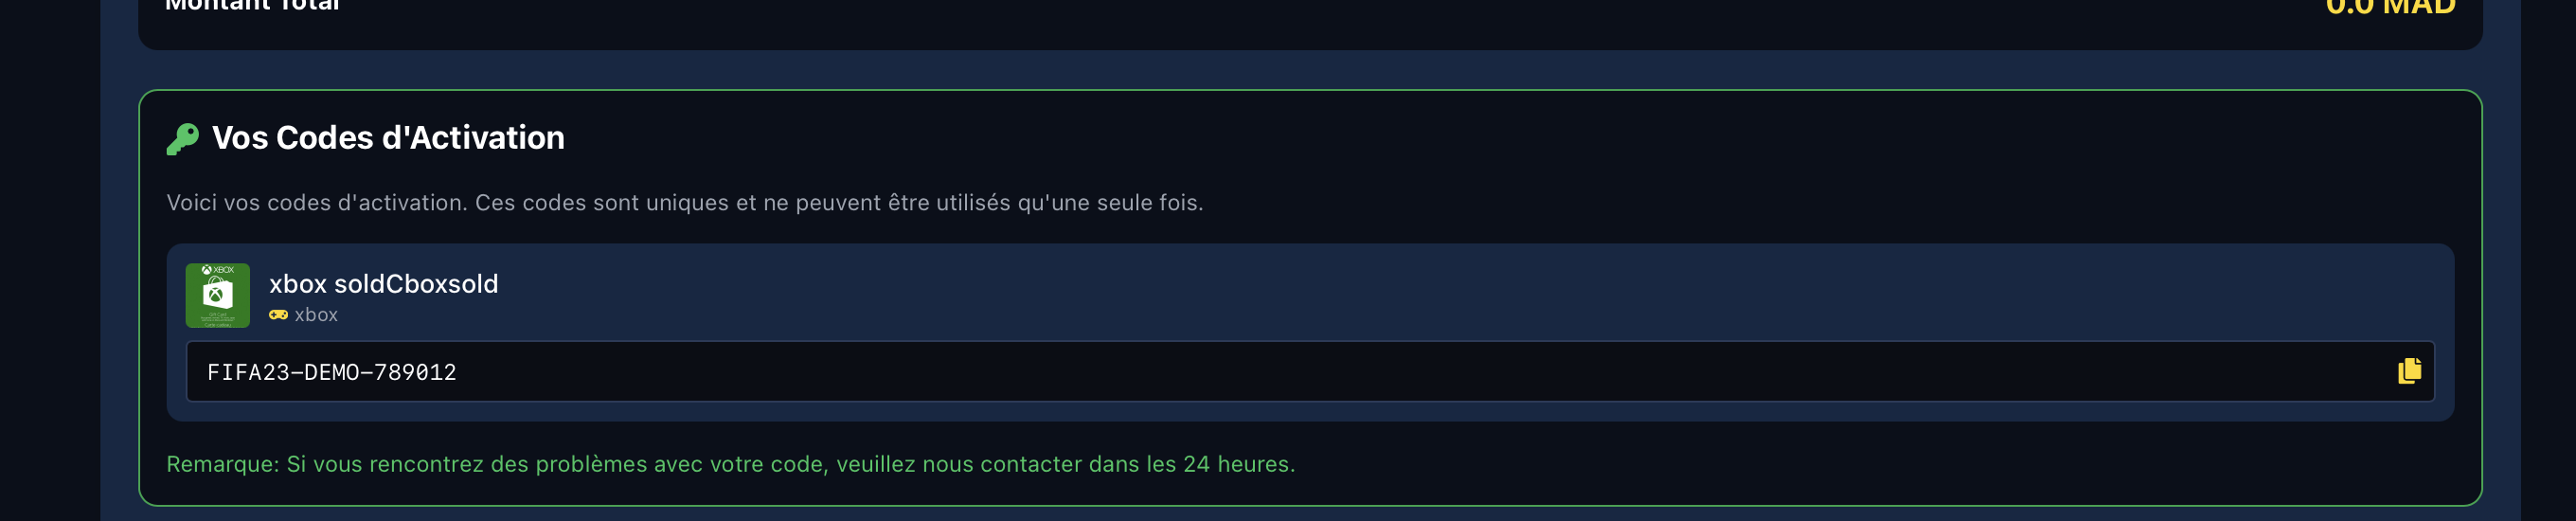 Montant Total
0.0 MAD
Vos Codes d'Activation
Voici vos codes d'activation. Ces codes sont uniques et ne peuvent être utilisés qu'une seule fois.
XBOX
xbox soldCboxsold
xbox
FIFA23-DEMO-789012
Remarque: Si vous rencontrez des problèmes avec votre code, veuillez nous contacter dans les 24 heures.